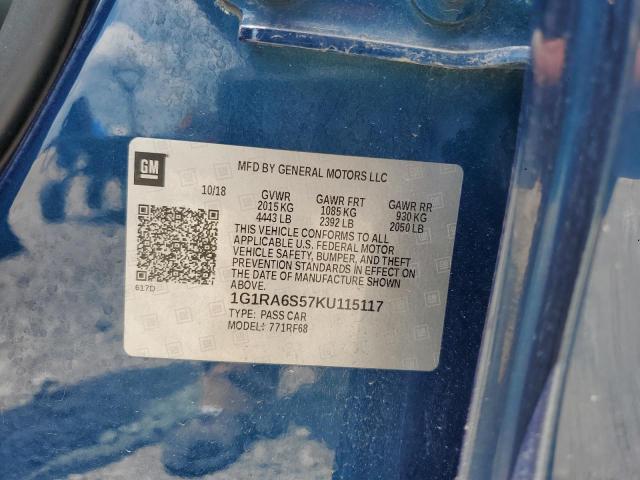 GM
MFD BY GENERAL MOTORS LLC
10/18 GVWR GAWR FRT GAWR RR
2015 KG 1085 KG 930 KG
4443 LB 2392 LB 2050 LB
THIS VEHICLE CONFORMS TO ALL
APPLICABLE U.S. FEDERAL MOTOR
VEHICLE SAFETY, BUMPER, AND THEFT
PREVENTION STANDARDS IN EFFECT ON
THE DATE OF MANUFACTURE SHOWN
ABOVE.
617D
1G1RA6S57KU115117
TYPE: PASS CAR
MODEL: 771RF68